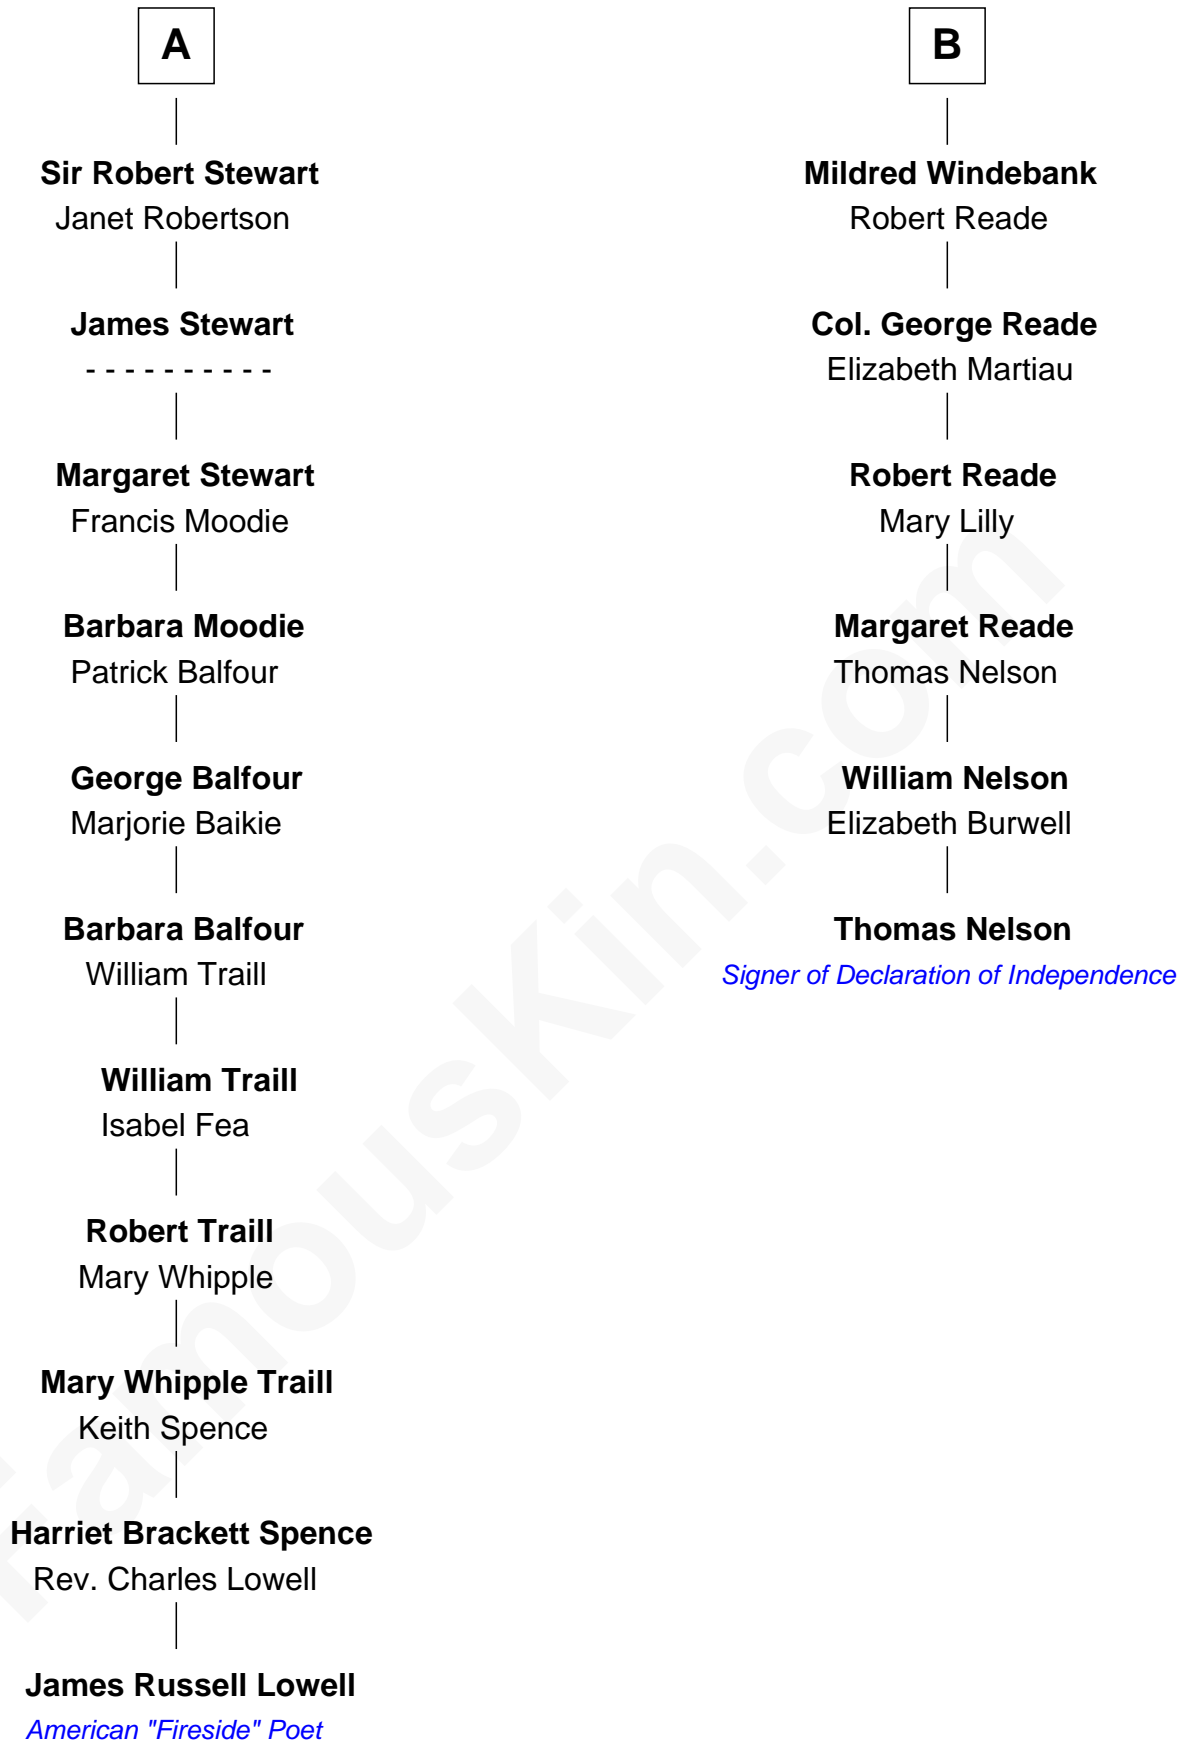 A
Sir Robert Stewart
Janet Robertson
James Stewart
- - - - - - - - - -
Margaret Stewart
Francis Moodie
Barbara Moodie
Patrick Balfour
George Balfour
Marjorie Baikie
Barbara Balfour
William Traill
William Traill
Isabel Fea
Robert Traill
Mary Whipple
Mary Whipple Traill
Keith Spence
Harriet Brackett Spence
Rev. Charles Lowell
James Russell Lowell
American "Fireside" Poet
B
Mildred Windebank
Robert Reade
Col. George Reade
Elizabeth Martiau
Robert Reade
Mary Lilly
Margaret Reade
Thomas Nelson
William Nelson
Elizabeth Burwell
Thomas Nelson
Signer of Declaration of Independence
FamousKin.com